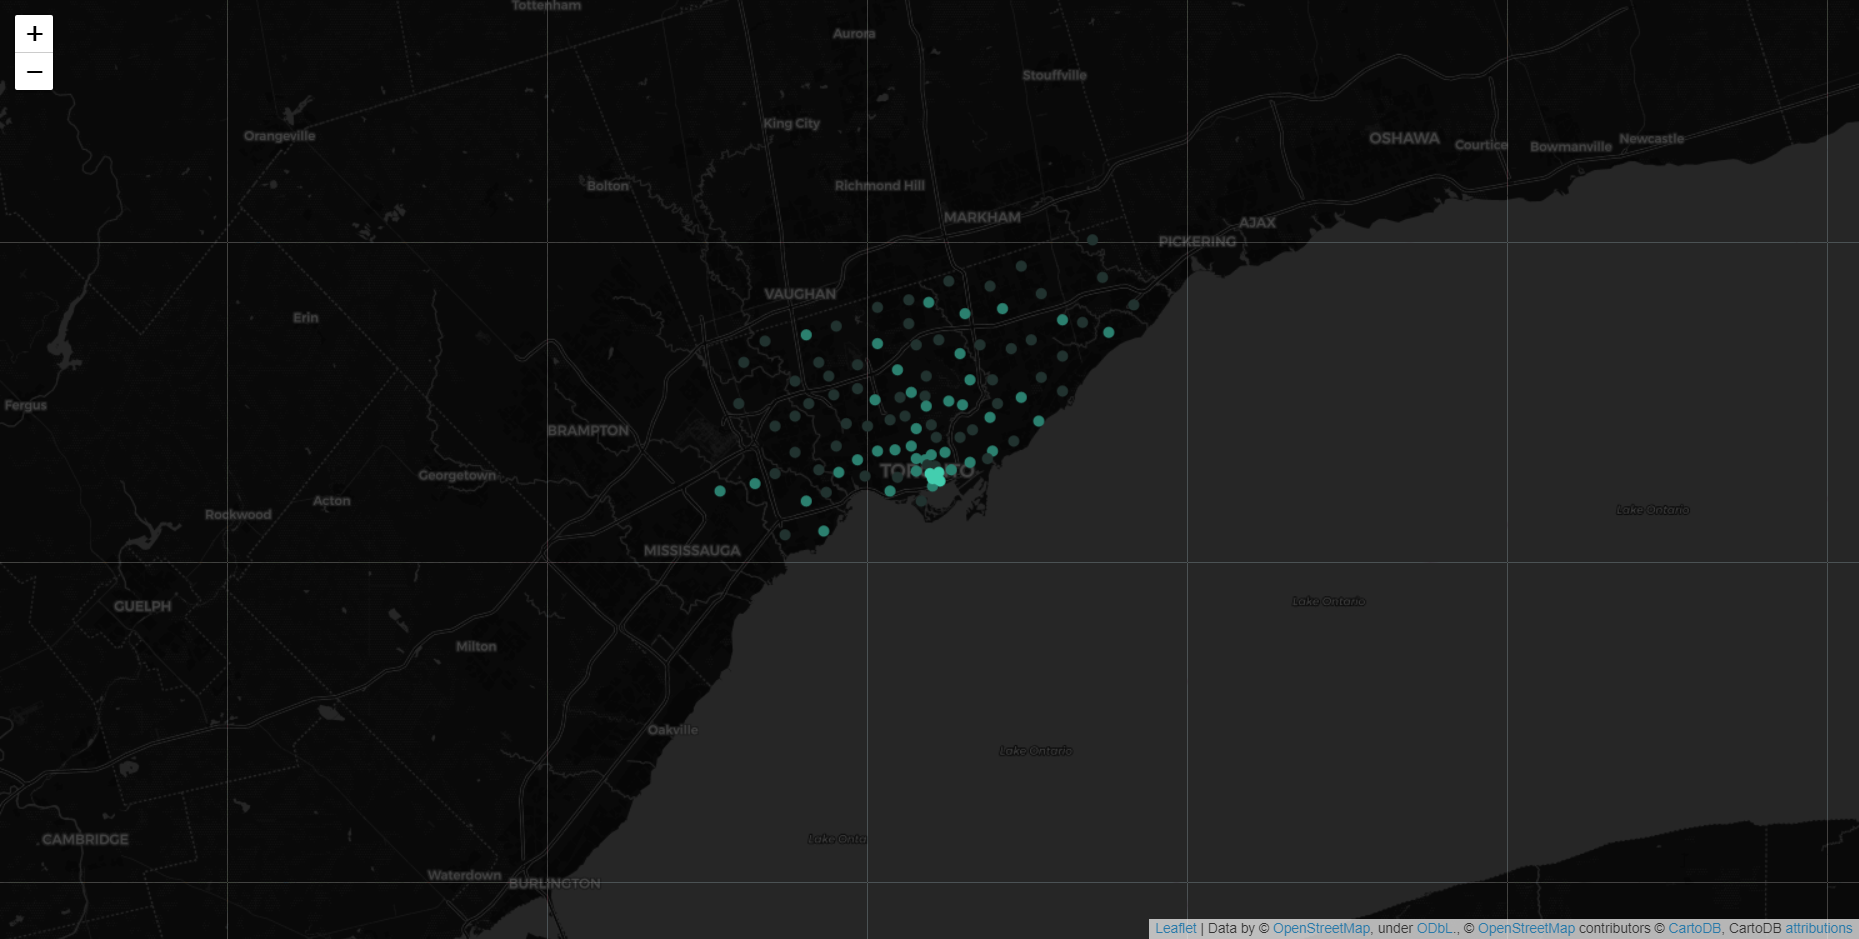 +
−
Tottenham
Aurora
Stouffville
King City
Orangeville
OSHAWA
Courtice
Bowmanville
Newcastle
Bolton
Richmond Hill
MARKHAM
AJAX
PICKERING
VAUGHAN
Erin
Fergus
BRAMPTON
Georgetown
TORONTO
Acton
Rockwood
Lake Ontario
MISSISSAUGA
GUELPH
Lake Ontario
Milton
Oakville
Lake Ontario
CAMBRIDGE
Lake Onta
Waterdown
BURLINGTON
Leaflet | Data by © OpenStreetMap, under ODbL., © OpenStreetMap contributors © CartoDB, CartoDB attributions